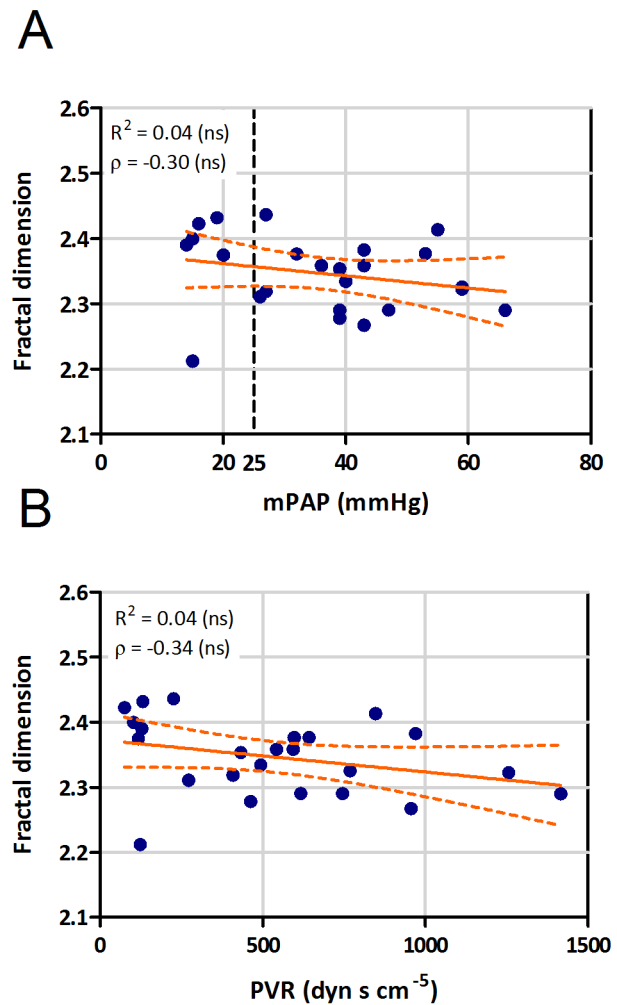 A
2.6
R² = 0.04 (ns)
ρ = -0.30 (ns)
2.5
2.4
2.3
2.2
2.1
Fractal dimension
0 20 25 40 60 80
mPAP (mmHg)
B
2.6
R² = 0.04 (ns)
ρ = -0.34 (ns)
2.5
2.4
2.3
2.2
2.1
Fractal dimension
0 500 1000 1500
PVR (dyn s cm⁻⁵)